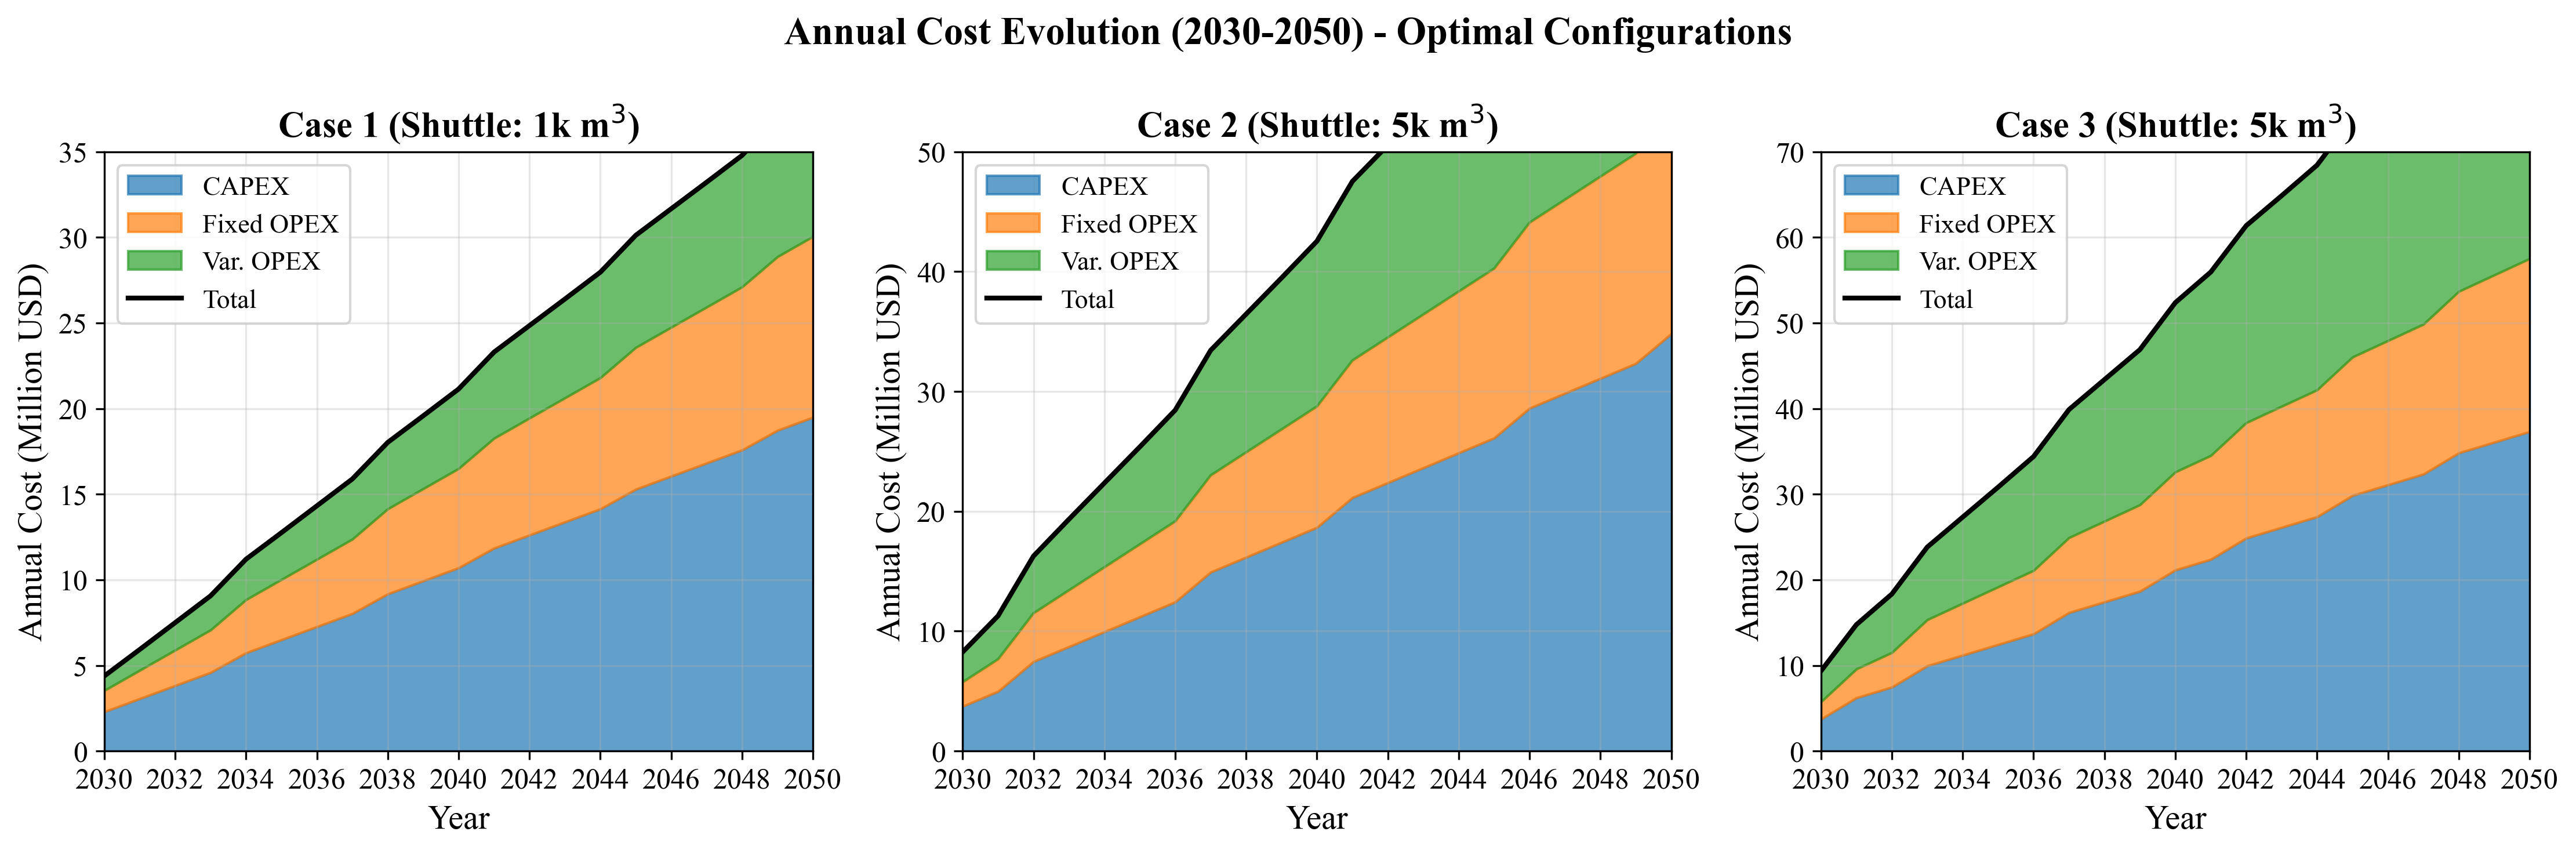 Annual Cost Evolution (2030-2050) - Optimal Configurations
Case 1 (Shuttle: 1k m³)
35
30
25
20
15
10
5
0
Annual Cost (Million USD)
CAPEX
Fixed OPEX
Var. OPEX
Total
2030 2032 2034 2036 2038 2040 2042 2044 2046 2048 2050
Year
Case 2 (Shuttle: 5k m³)
50
40
30
20
10
0
Annual Cost (Million USD)
CAPEX
Fixed OPEX
Var. OPEX
Total
2030 2032 2034 2036 2038 2040 2042 2044 2046 2048 2050
Year
Case 3 (Shuttle: 5k m³)
70
60
50
40
30
20
10
0
Annual Cost (Million USD)
CAPEX
Fixed OPEX
Var. OPEX
Total
2030 2032 2034 2036 2038 2040 2042 2044 2046 2048 2050
Year